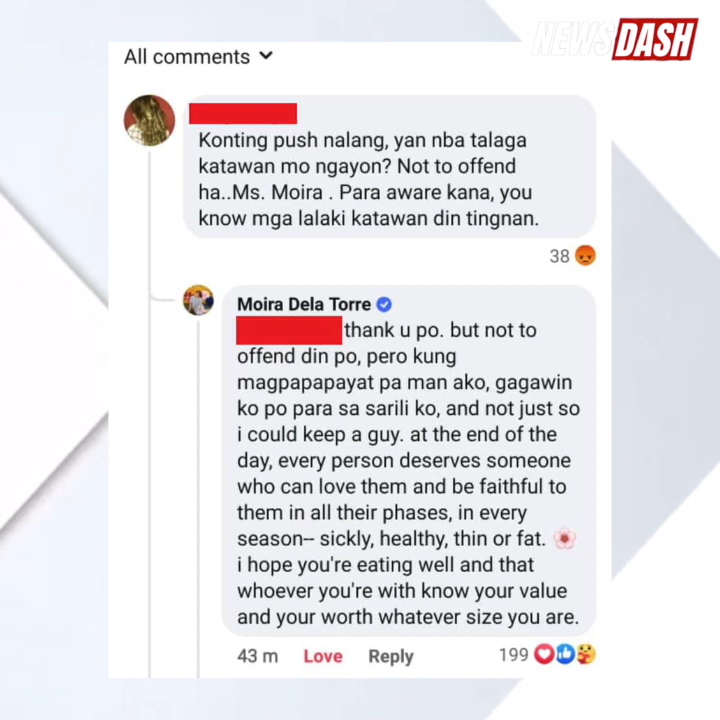 NEWSDASH
All comments
Konting push nalang, yan nba talaga
katawan mo ngayon? Not to offend
ha..Ms. Moira . Para aware kana, you
know mga lalaki katawan din tingnan.
38
Moira Dela Torre
thank u po. but not to
offend din po, pero kung
magpapapayat pa man ako, gagawin
ko po para sa sarili ko, and not just so
i could keep a guy. at the end of the
day, every person deserves someone
who can love them and be faithful to
them in all their phases, in every
season-- sickly, healthy, thin or fat. 🌸
i hope you're eating well and that
whoever you're with know your value
and your worth whatever size you are.
43 m Love Reply 199